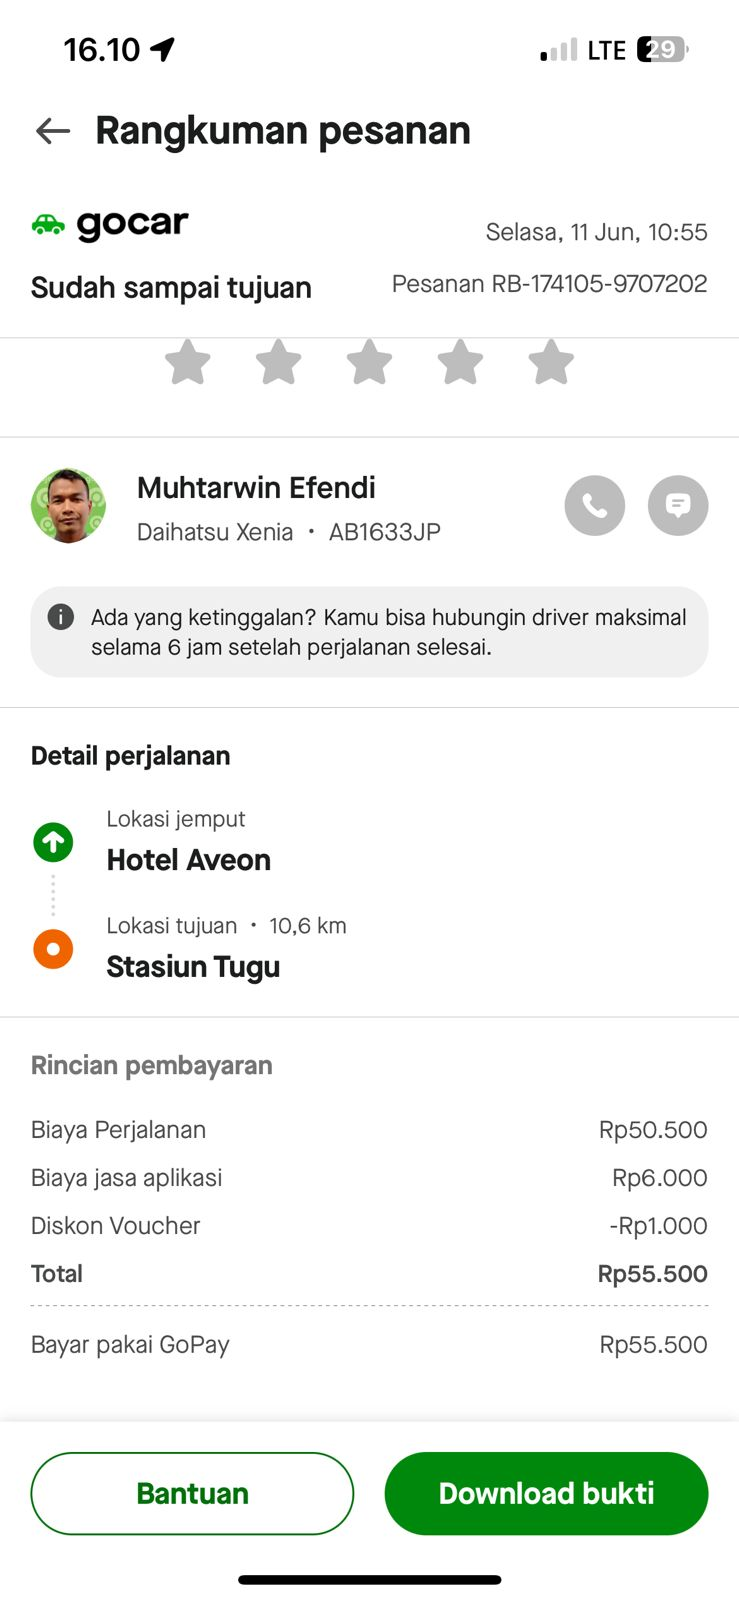 16.10
LTE 29
Rangkuman pesanan
gocar
Selasa, 11 Jun, 10:55
Sudah sampai tujuan
Pesanan RB-174105-9707202
Muhtarwin Efendi
Daihatsu Xenia • AB1633JP
Ada yang ketinggalan? Kamu bisa hubungin driver maksimal
selama 6 jam setelah perjalanan selesai.
Detail perjalanan
Lokasi jemput
Hotel Aveon
Lokasi tujuan • 10,6 km
Stasiun Tugu
Rincian pembayaran
Biaya Perjalanan Rp50.500
Biaya jasa aplikasi Rp6.000
Diskon Voucher -Rp1.000
Total Rp55.500
Bayar pakai GoPay Rp55.500
Bantuan
Download bukti